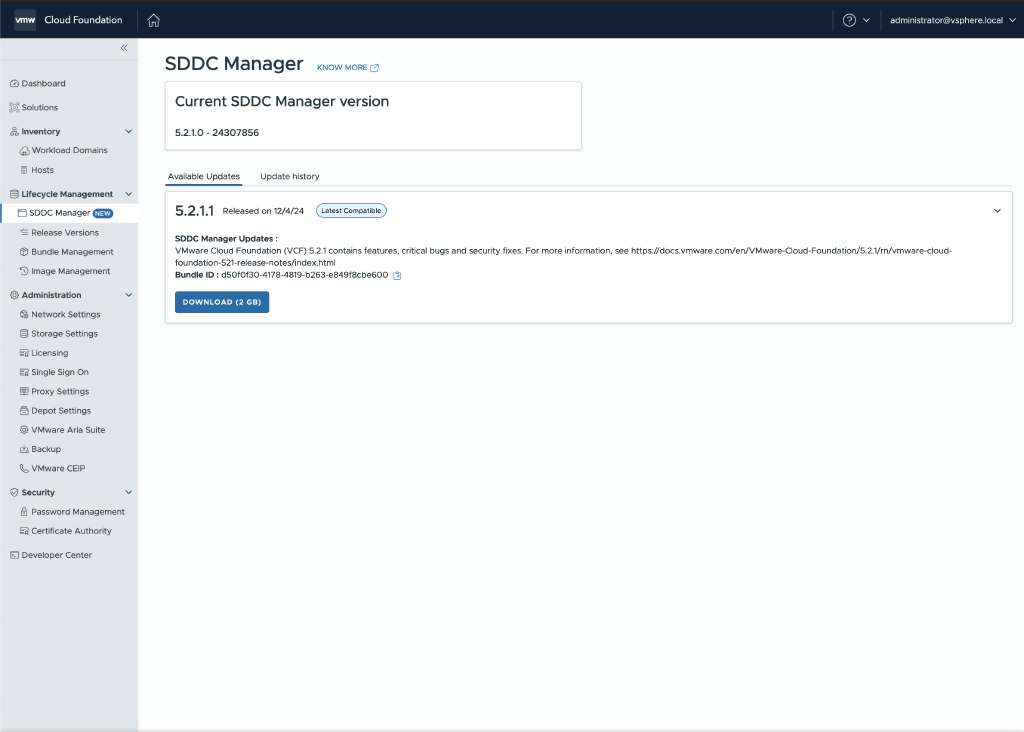 vmw Cloud Foundation
administrator@vsphere.local
Dashboard
Solutions
Inventory
Workload Domains
Hosts
Lifecycle Management
SDDC Manager NEW
Release Versions
Bundle Management
Image Management
Administration
Network Settings
Storage Settings
Licensing
Single Sign On
Proxy Settings
Depot Settings
VMware Aria Suite
Backup
VMware CEIP
Security
Password Management
Certificate Authority
Developer Center
SDDC Manager KNOW MORE
Current SDDC Manager version
5.2.1.0 - 24307856
Available Updates Update history
5.2.1.1 Released on 12/4/24 Latest Compatible
SDDC Manager Updates :
VMware Cloud Foundation (VCF) 5.2.1 contains features, critical bugs and security fixes. For more information, see https://docs.vmware.com/en/VMware-Cloud-Foundation/5.2.1/rn/vmware-cloud-
foundation-521-release-notes/index.html
Bundle ID : d50f0f30-4178-4819-b263-e849f8cbe600
DOWNLOAD (2 GB)